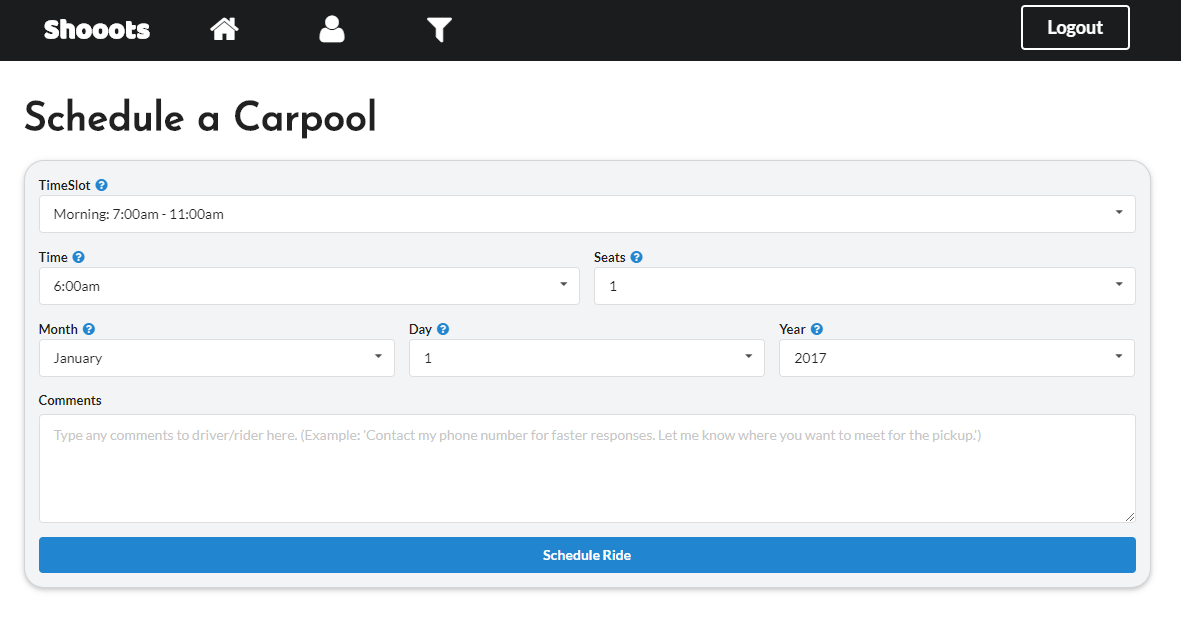 Shooots
Logout
Schedule a Carpool
TimeSlot
Morning: 7:00am - 11:00am
Time
Seats
6:00am
1
Month
Day
Year
January
1
2017
Comments
Type any comments to driver/rider here. (Example: 'Contact my phone number for faster responses. Let me know where you want to meet for the pickup.')
Schedule Ride